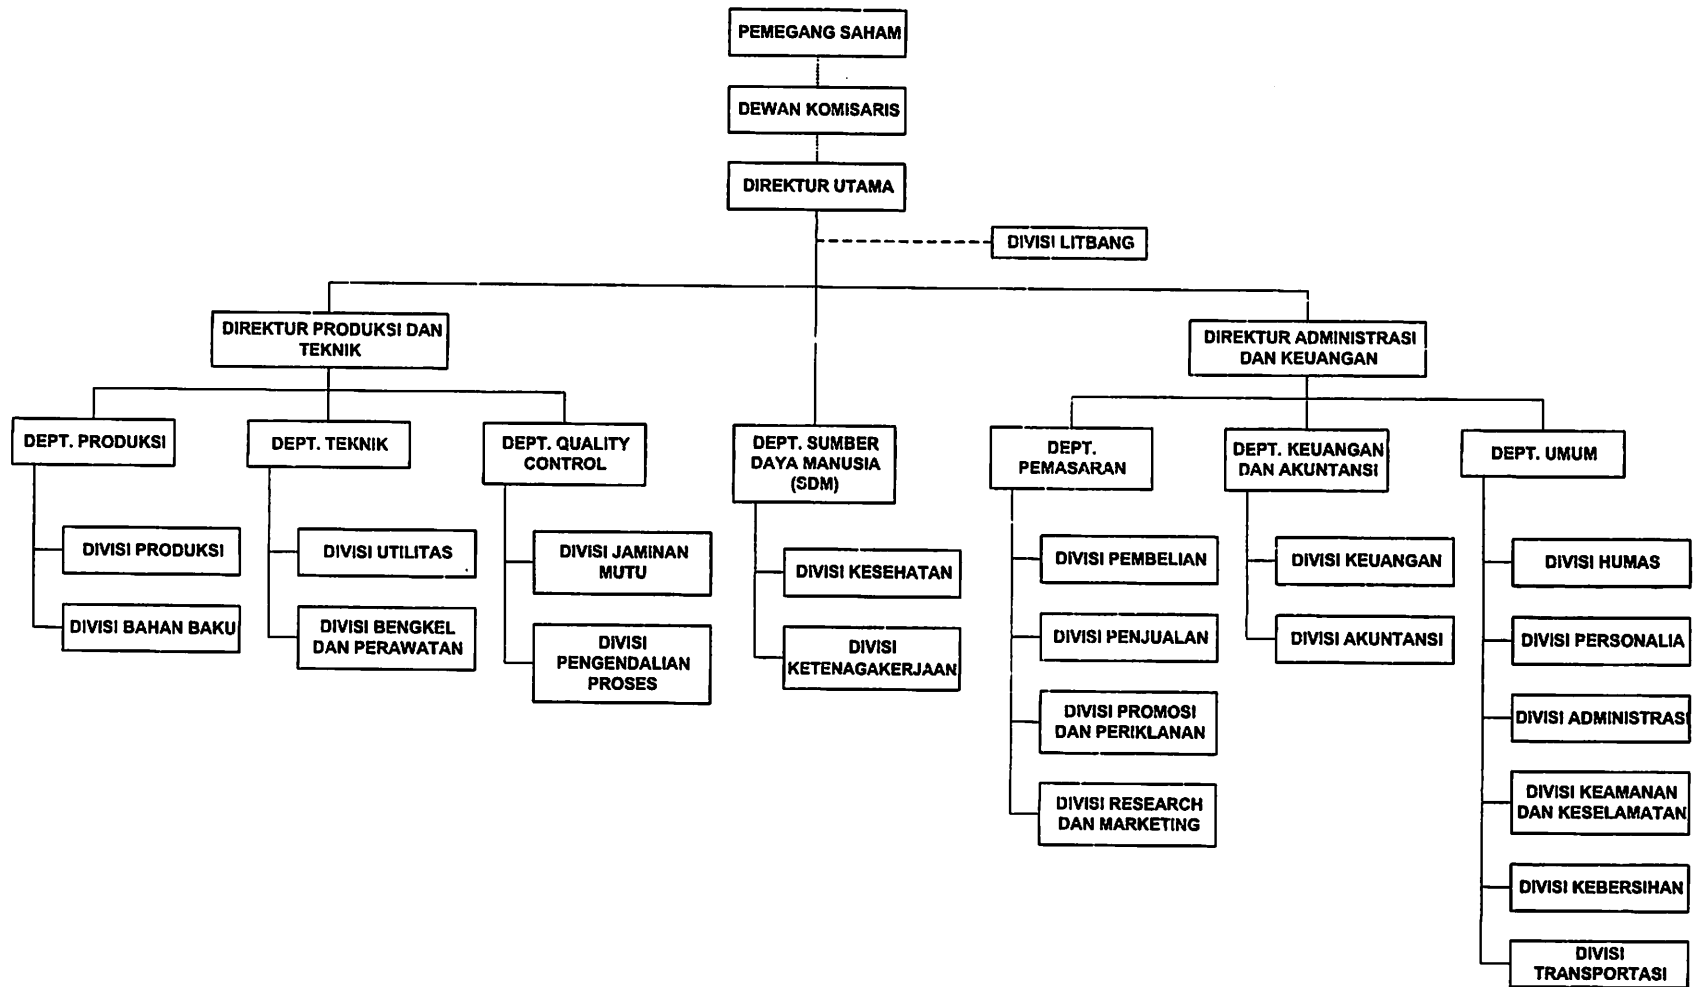 PEMEGANG SAHAM
DEWAN KOMISARIS
DIREKTUR UTAMA
DIVISI LITBANG
DIREKTUR PRODUKSI DAN
TEKNIK
DIREKTUR ADMINISTRASI
DAN KEUANGAN
DEPT. PRODUKSI
DEPT. TEKNIK
DEPT. QUALITY
CONTROL
DEPT. SUMBER
DAYA MANUSIA
(SDM)
DEPT.
PEMASARAN
DEPT. KEUANGAN
DAN AKUNTANSI
DEPT. UMUM
DIVISI PRODUKSI
DIVISI BAHAN BAKU
DIVISI UTILITAS
DIVISI BENGKEL
DAN PERAWATAN
DIVISI JAMINAN
MUTU
DIVISI
PENGENDALIAN
PROSES
DIVISI KESEHATAN
DIVISI
KETENAGAKERJAAN
DIVISI PEMBELIAN
DIVISI PENJUALAN
DIVISI PROMOSI
DAN PERIKLANAN
DIVISI RESEARCH
DAN MARKETING
DIVISI KEUANGAN
DIVISI AKUNTANSI
DIVISI HUMAS
DIVISI PERSONALIA
DIVISI ADMINISTRASI
DIVISI KEAMANAN
DAN KESELAMATAN
DIVISI KEBERSIHAN
DIVISI
TRANSPORTASI